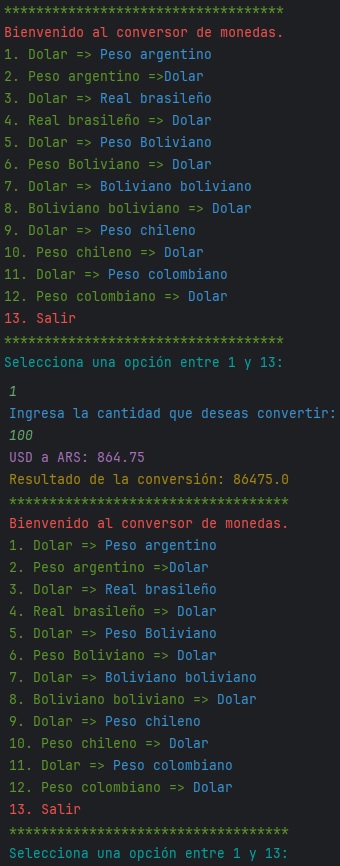 ***********************************
Bienvenido al conversor de monedas.
1. Dolar => Peso argentino
2. Peso argentino =>Dolar
3. Dolar => Real brasileño
4. Real brasileño => Dolar
5. Dolar => Peso Boliviano
6. Peso Boliviano => Dolar
7. Dolar => Boliviano boliviano
8. Boliviano boliviano => Dolar
9. Dolar => Peso chileno
10. Peso chileno => Dolar
11. Dolar => Peso colombiano
12. Peso colombiano => Dolar
13. Salir
***********************************
Selecciona una opción entre 1 y 13:
1
Ingresa la cantidad que deseas convertir:
100
USD a ARS: 864.75
Resultado de la conversión: 86475.0
***********************************
Bienvenido al conversor de monedas.
1. Dolar => Peso argentino
2. Peso argentino =>Dolar
3. Dolar => Real brasileño
4. Real brasileño => Dolar
5. Dolar => Peso Boliviano
6. Peso Boliviano => Dolar
7. Dolar => Boliviano boliviano
8. Boliviano boliviano => Dolar
9. Dolar => Peso chileno
10. Peso chileno => Dolar
11. Dolar => Peso colombiano
12. Peso colombiano => Dolar
13. Salir
***********************************
Selecciona una opción entre 1 y 13: